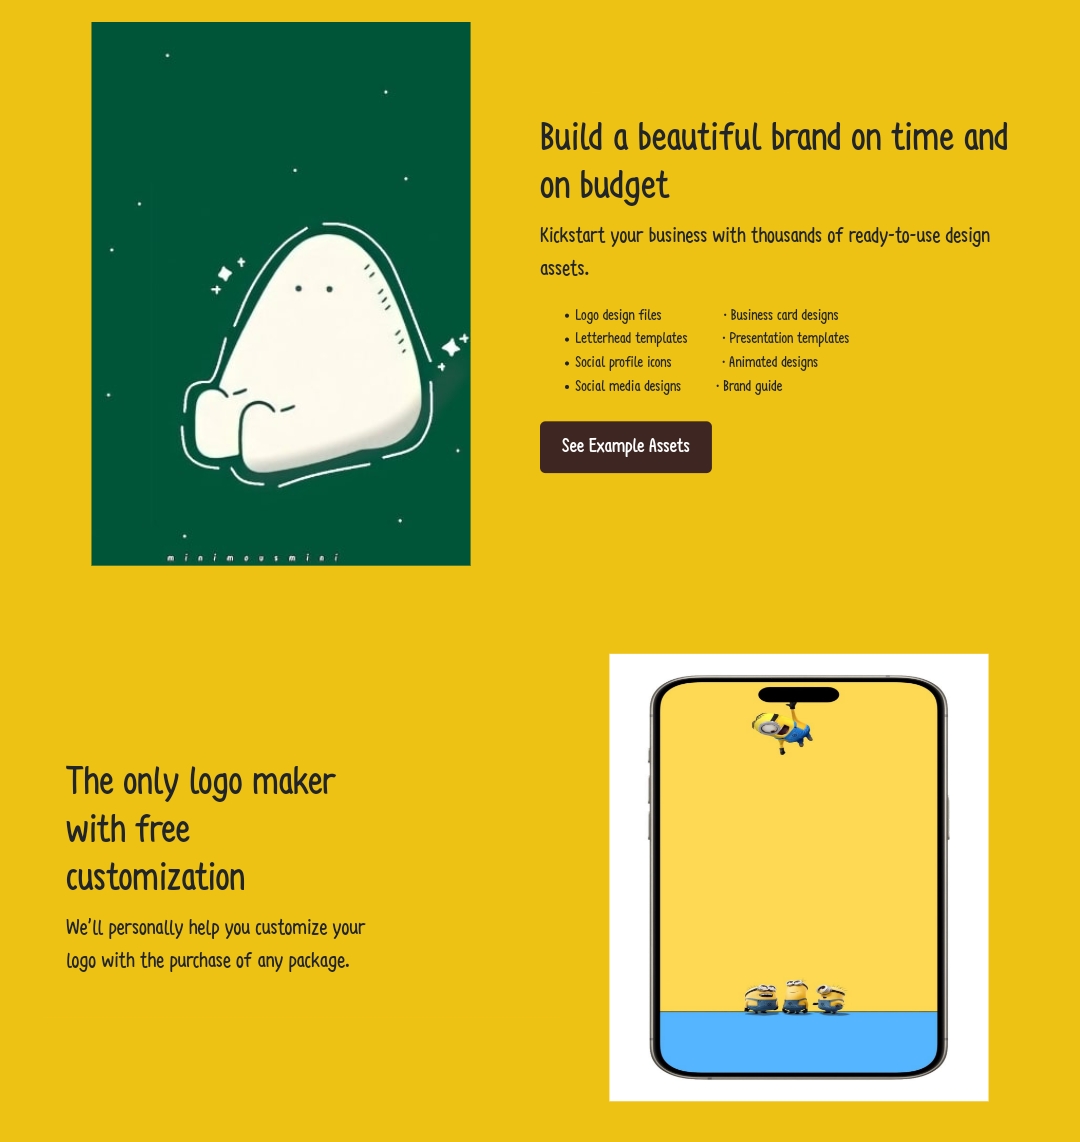 Build a beautiful brand on time and
on budget
Kickstart your business with thousands of ready-to-use design
assets.
• Logo design files · Business card designs
• Letterhead templates · Presentation templates
• Social profile icons · Animated designs
• Social media designs · Brand guide
See Example Assets
minimousmini
The only logo maker
with free
customization
We'll personally help you customize your
logo with the purchase of any package.